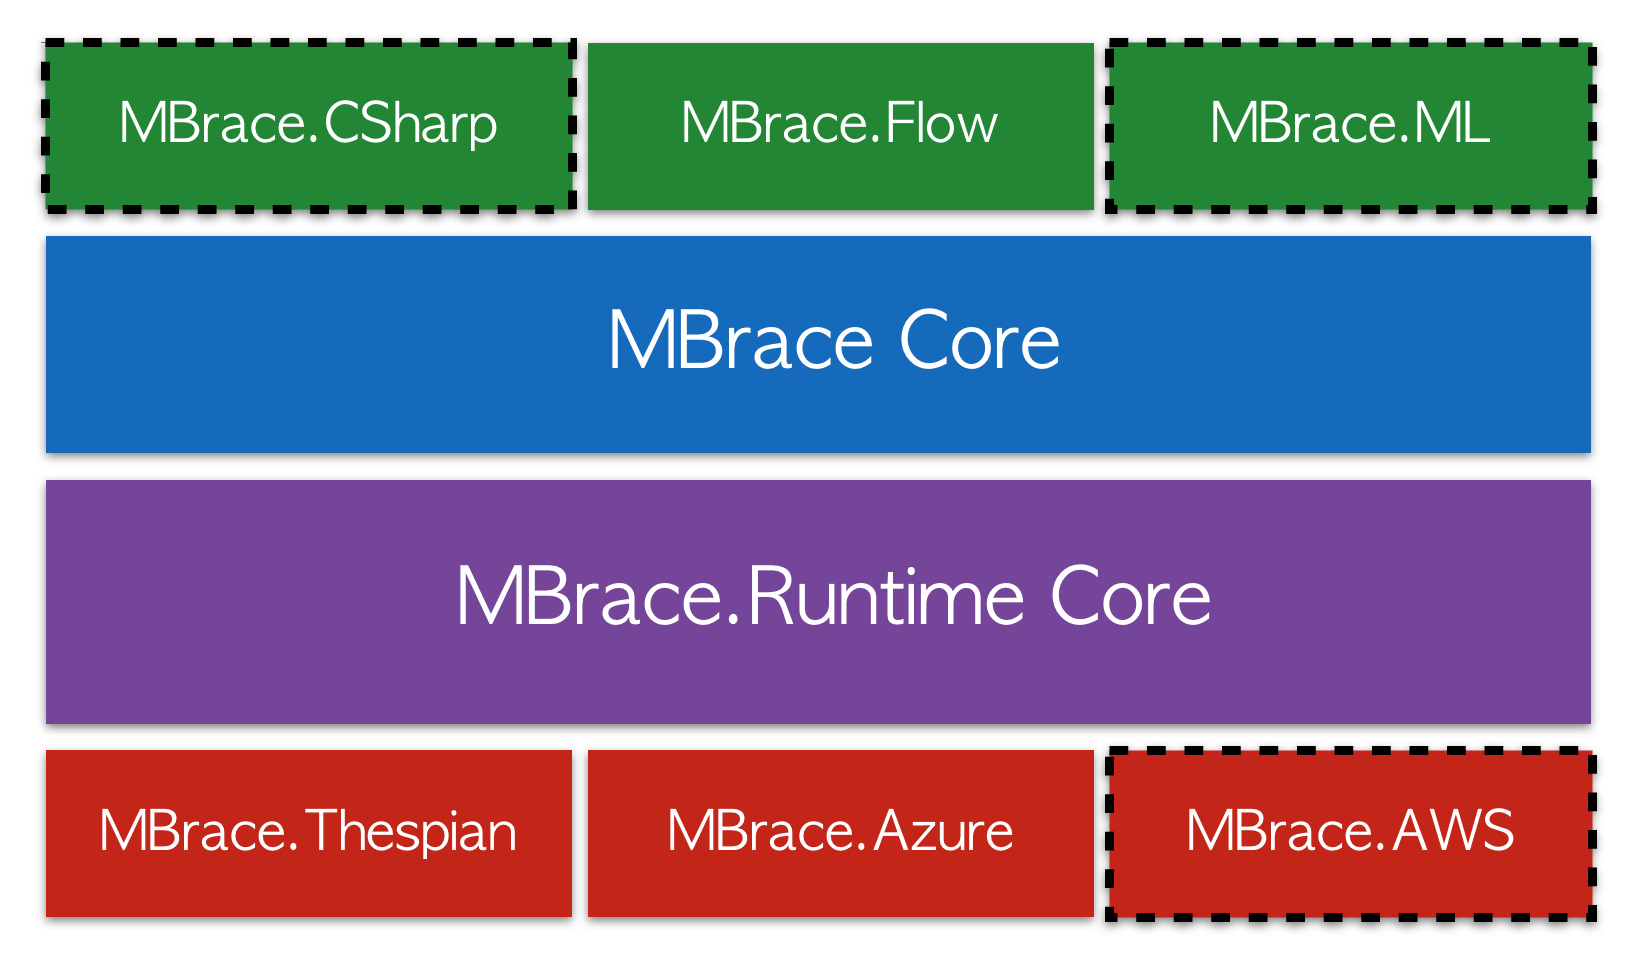 MBrace.CSharp
MBrace.Flow
MBrace.ML
MBrace Core
MBrace.Runtime Core
MBrace.Thespian
MBrace.Azure
MBrace.AWS